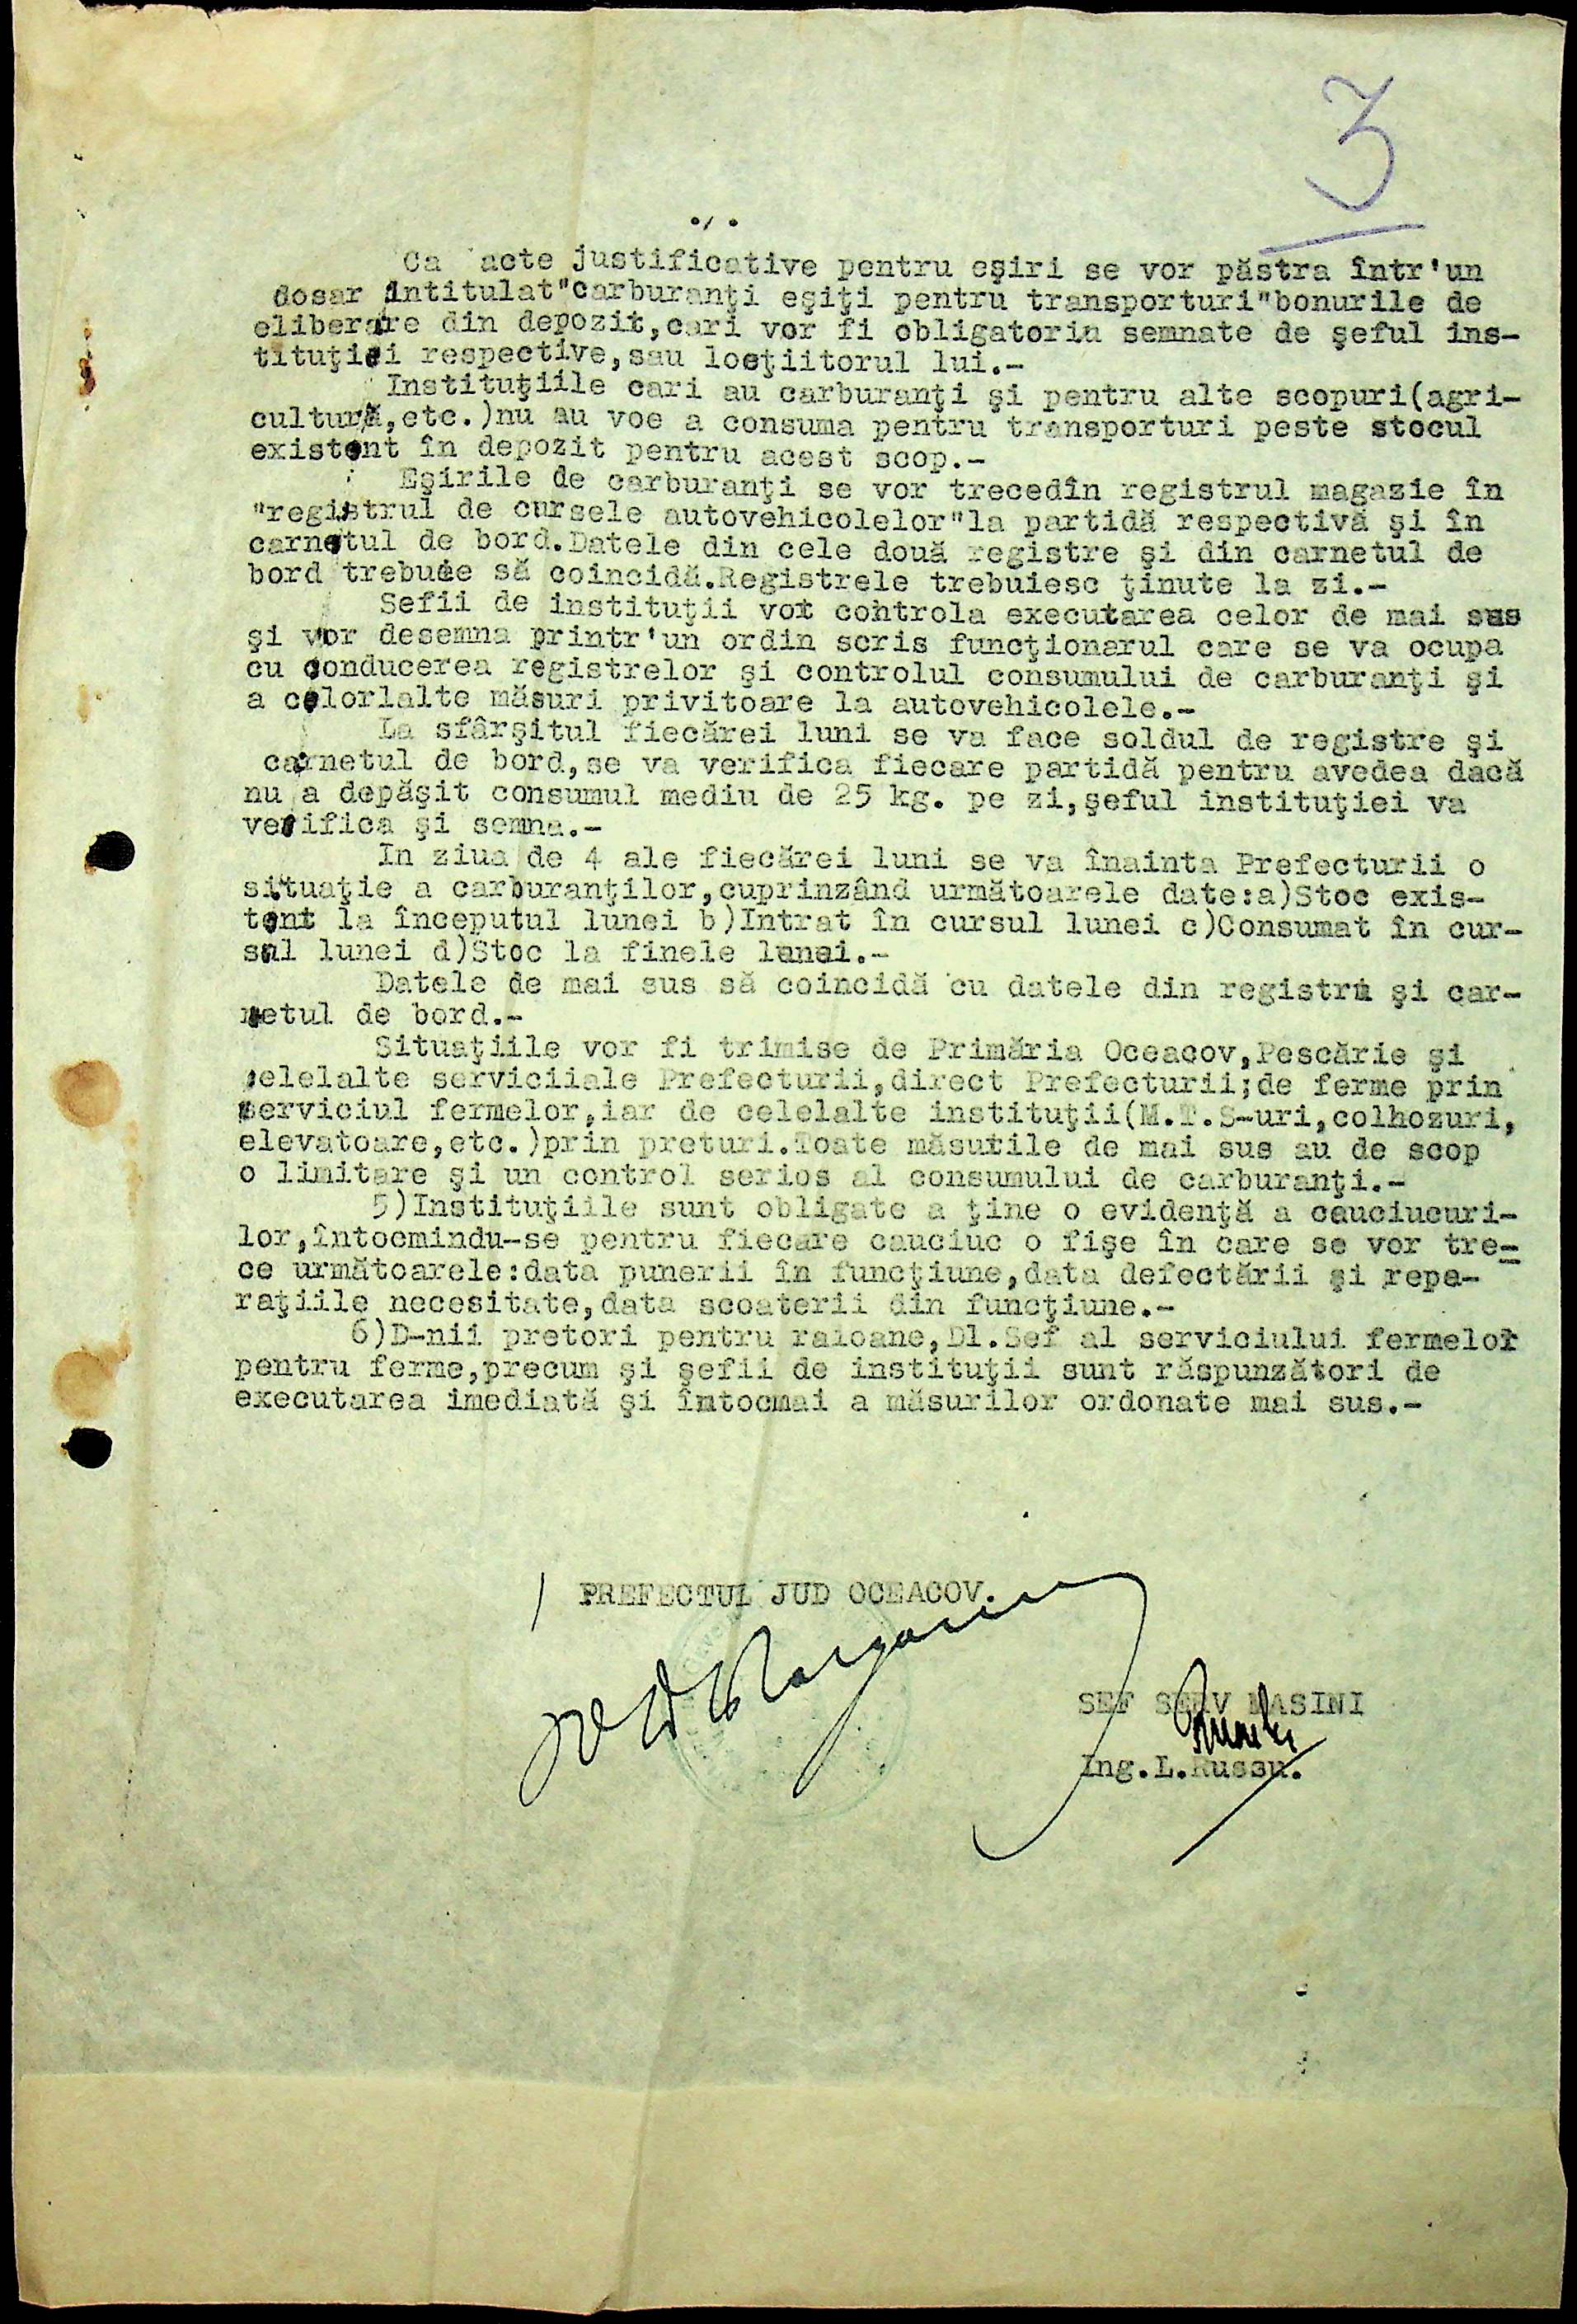 3
•/•
Ca acte justificative pentru eşiri se vor păstra într'un
dosar intitulat"carburanţi eşiţi pentru transporturi"bonurile de
eliberare din depozit,cari vor fi obligatoriu semnate de şeful ins-
tituţiei respective,sau locţiitorul lui.-
Instituţiile cari au carburanţi şi pentru alte scopuri(agri-
cultură,etc.)nu au voe a consuma pentru transporturi peste stocul
existent în depozit pentru acest scop.-
Eşirile de carburanţi se vor trecedîn registrul magazie în
"registrul de cursele autovehicolelor"la partidă respectivă şi în
carnetul de bord.Datele din cele două registre şi din carnetul de
bord trebuie să coincidă.Registrele trebuiesc ţinute la zi.-
Sefii de instituţii vor controla executarea celor de mai sus
şi vor desemna printr'un ordin scris funcţionarul care se va ocupa
cu conducerea registrelor şi controlul consumului de carburanţi şi
a celorlalte măsuri privitoare la autovehicolele.-
La sfârşitul fiecărei luni se va face soldul de registre şi
carnetul de bord,se va verifica fiecare partidă pentru avedea dacă
nu a depăşit consumul mediu de 25 kg. pe zi,şeful instituţiei va
verifica şi semna.-
In ziua de 4 ale fiecărei luni se va înainta Prefecturii o
situaţie a carburanţilor,cuprinzând următoarele date:a)Stoc exis-
tent la începutul lunei b)Intrat în cursul lunei c)Consumat în cur-
sul lunei d)Stoc la finele lunei.-
Datele de mai sus să coincidă cu datele din registru şi car-
netul de bord.-
Situaţiile vor fi trimise de Primăria Oceacov,Pescărie şi
celelalte serviciiale Prefecturii,direct Prefecturii;de ferme prin
serviciul fermelor,iar de celelalte instituţii(M.T.S-uri,colhozuri,
elevatoare,etc.)prin preturi.Toate măsurile de mai sus au de scop
o limitare şi un control serios al consumului de carburanţi.-
5)Instituţiile sunt obligate a ţine o evidenţă a cauciucuri-
lor,întocmindu-se pentru fiecare cauciuc o fişe în care se vor tre-
ce următoarele:data punerii în funcţiune,data defectării şi repa-
raţiile necesitate,data scoaterii din funcţiune.-
6)D-nii pretori pentru raioane,Dl.Sef al serviciului fermelor
pentru ferme,precum şi şefii de instituţii sunt răspunzători de
executarea imediată şi întocmai a măsurilor ordonate mai sus.-
PREFECTUL JUD OCEACOV.
SEF SERV MASINI
Ing.L.Russu.